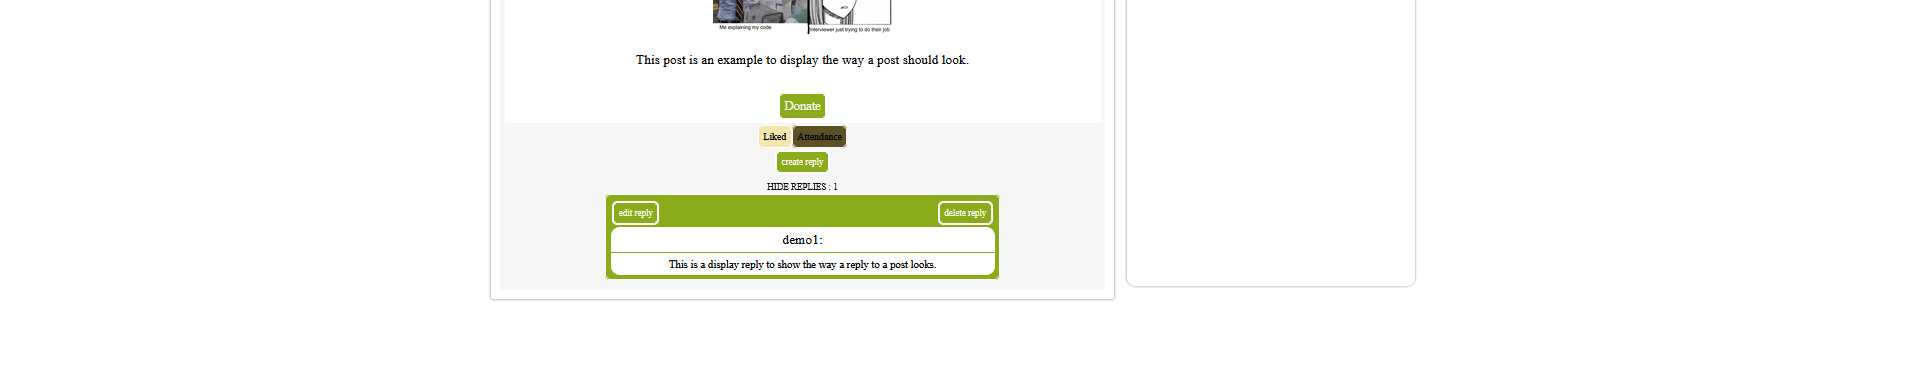 Me explaining my code
Interviewer just trying to do their job
This post is an example to display the way a post should look.
Donate
Liked Attendance
create reply
HIDE REPLIES : 1
edit reply delete reply
demo1:
This is a display reply to show the way a reply to a post looks.